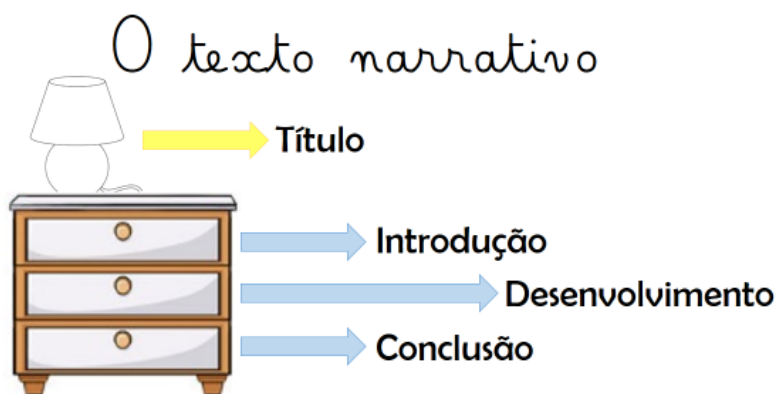 O texto narrativo
Título
Introdução
Desenvolvimento
Conclusão